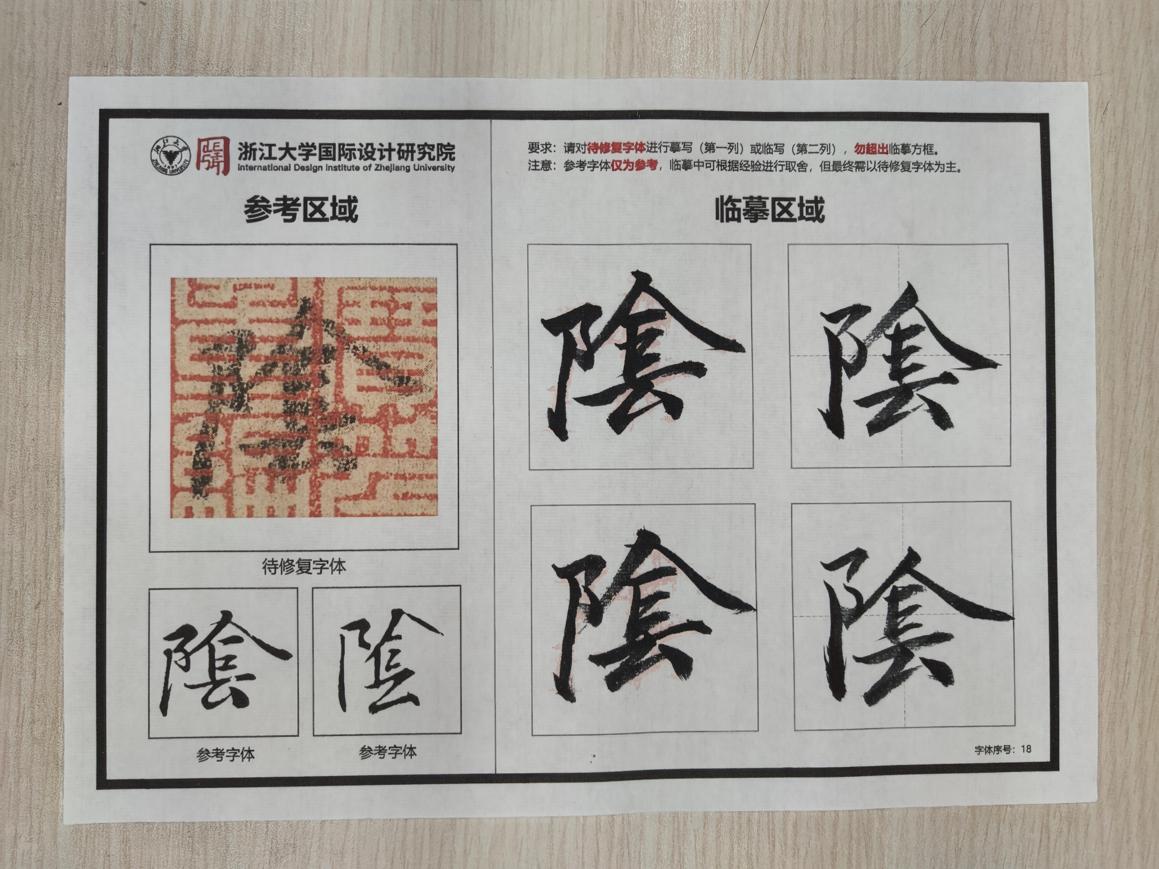 浙江大学国际设计研究院
International Design Institute of Zhejiang University
参考区域
待修复字体
陰 陰
参考字体 参考字体
要求：请对待修复字体进行摹写（第一列）或临写（第二列），勿超出临摹方框。
注意：参考字体仅为参考，临摹中可根据经验进行取舍，但最终需以待修复字体为主。
临摹区域
陰 陰
陰 陰
字体序号：18